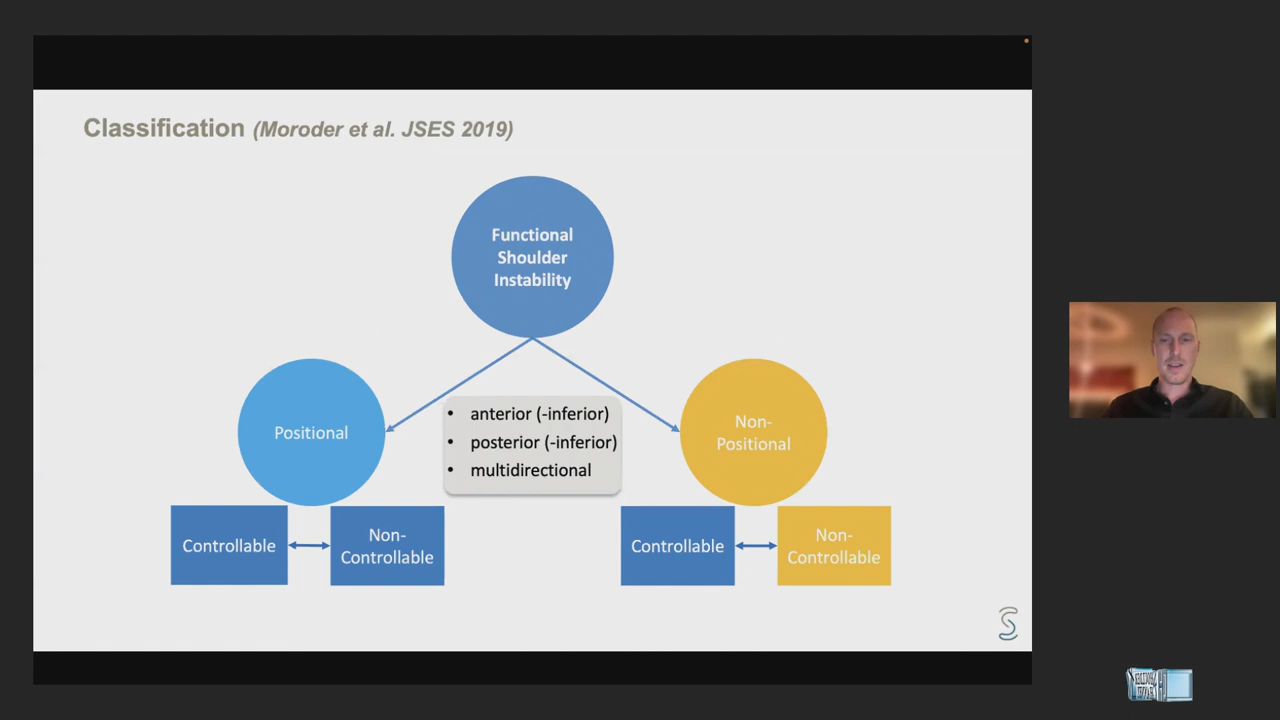 Classification (Moroder et al. JSES 2019)
Functional
Shoulder
Instability
Positional
• anterior (-inferior)
• posterior (-inferior)
• multidirectional
Non-
Positional
Controllable
Non-
Controllable
Controllable
Non-
Controllable